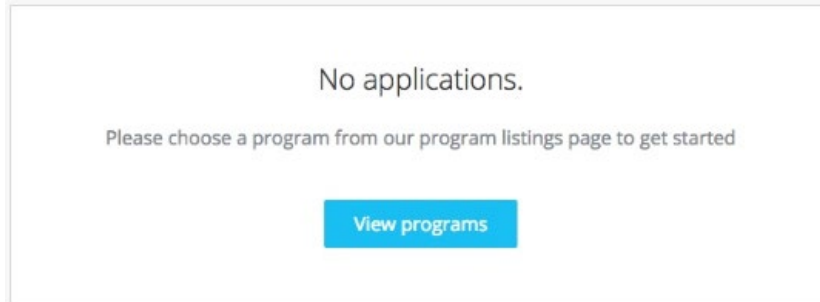 No applications.
Please choose a program from our program listings page to get started
View programs